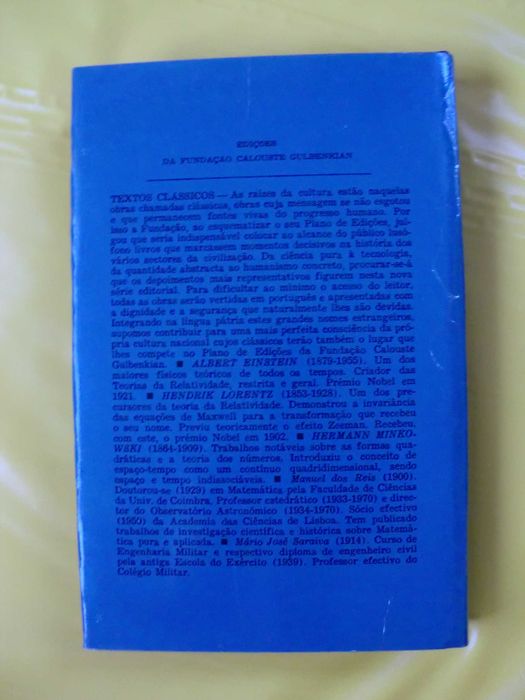 EDIÇÕES
DA FUNDAÇÃO CALOUSTE GULBENKIAN
TEXTOS CLÁSSICOS — As raízes da cultura estão naquelas
obras chamadas clássicas, obras cuja mensagem se não esgotou
e que permanecem fontes vivas do progresso humano. Por
isso a Fundação, ao esquematizar o seu Plano de Edições, jul-
gou que seria indispensável colocar ao alcance do público lusó-
fono livros que marcassem momentos decisivos na história dos
vários sectores da civilização. Da ciência pura à tecnologia,
da quantidade abstracta ao humanismo concreto, procurar-se-á
que os depoimentos mais representativos figurem nesta nova
série editorial. Para dificultar ao mínimo o acesso do leitor,
todas as obras serão vertidas em português e apresentadas com
a dignidade e a segurança que naturalmente lhes são devidas.
Integrando na língua pátria estes grandes nomes estrangeiros,
supomos contribuir para uma mais perfeita consciência da pró-
pria cultura nacional cujos clássicos terão também o lugar que
lhes compete no Plano de Edições da Fundação Calouste
Gulbenkian. ■ ALBERT EINSTEIN (1879-1955). Um dos
maiores físicos teóricos de todos os tempos. Criador das
Teorias da Relatividade, restrita e geral. Prémio Nobel em
1921. ■ HENDRIK LORENTZ (1853-1928). Um dos pre-
cursores da teoria da Relatividade. Demonstrou a invariância
das equações de Maxwell para a transformação que recebeu
o seu nome. Previu teoricamente o efeito Zeeman. Recebeu,
com este, o prémio Nobel em 1902. ■ HERMANN MINKO-
WSKI (1864-1909). Trabalhos notáveis sobre as formas qua-
dráticas e a teoria dos números. Introduziu o conceito de
espaço-tempo como um contínuo quadridimensional, sendo
espaço e tempo indissociáveis. ■ Manuel dos Reis (1900).
Doutorou-se (1929) em Matemática pela Faculdade de Ciências
da Univ. de Coimbra. Professor catedrático (1933-1970) e direc-
tor do Observatório Astronómico (1934-1970). Sócio efectivo
(1950) da Academia das Ciências de Lisboa. Tem publicado
trabalhos de investigação científica e histórica sobre Matemá-
tica pura e aplicada. ■ Mário José Saraiva (1914). Curso de
Engenharia Militar e respectivo diploma de engenheiro civil
pela antiga Escola do Exército (1939). Professor efectivo do
Colégio Militar.